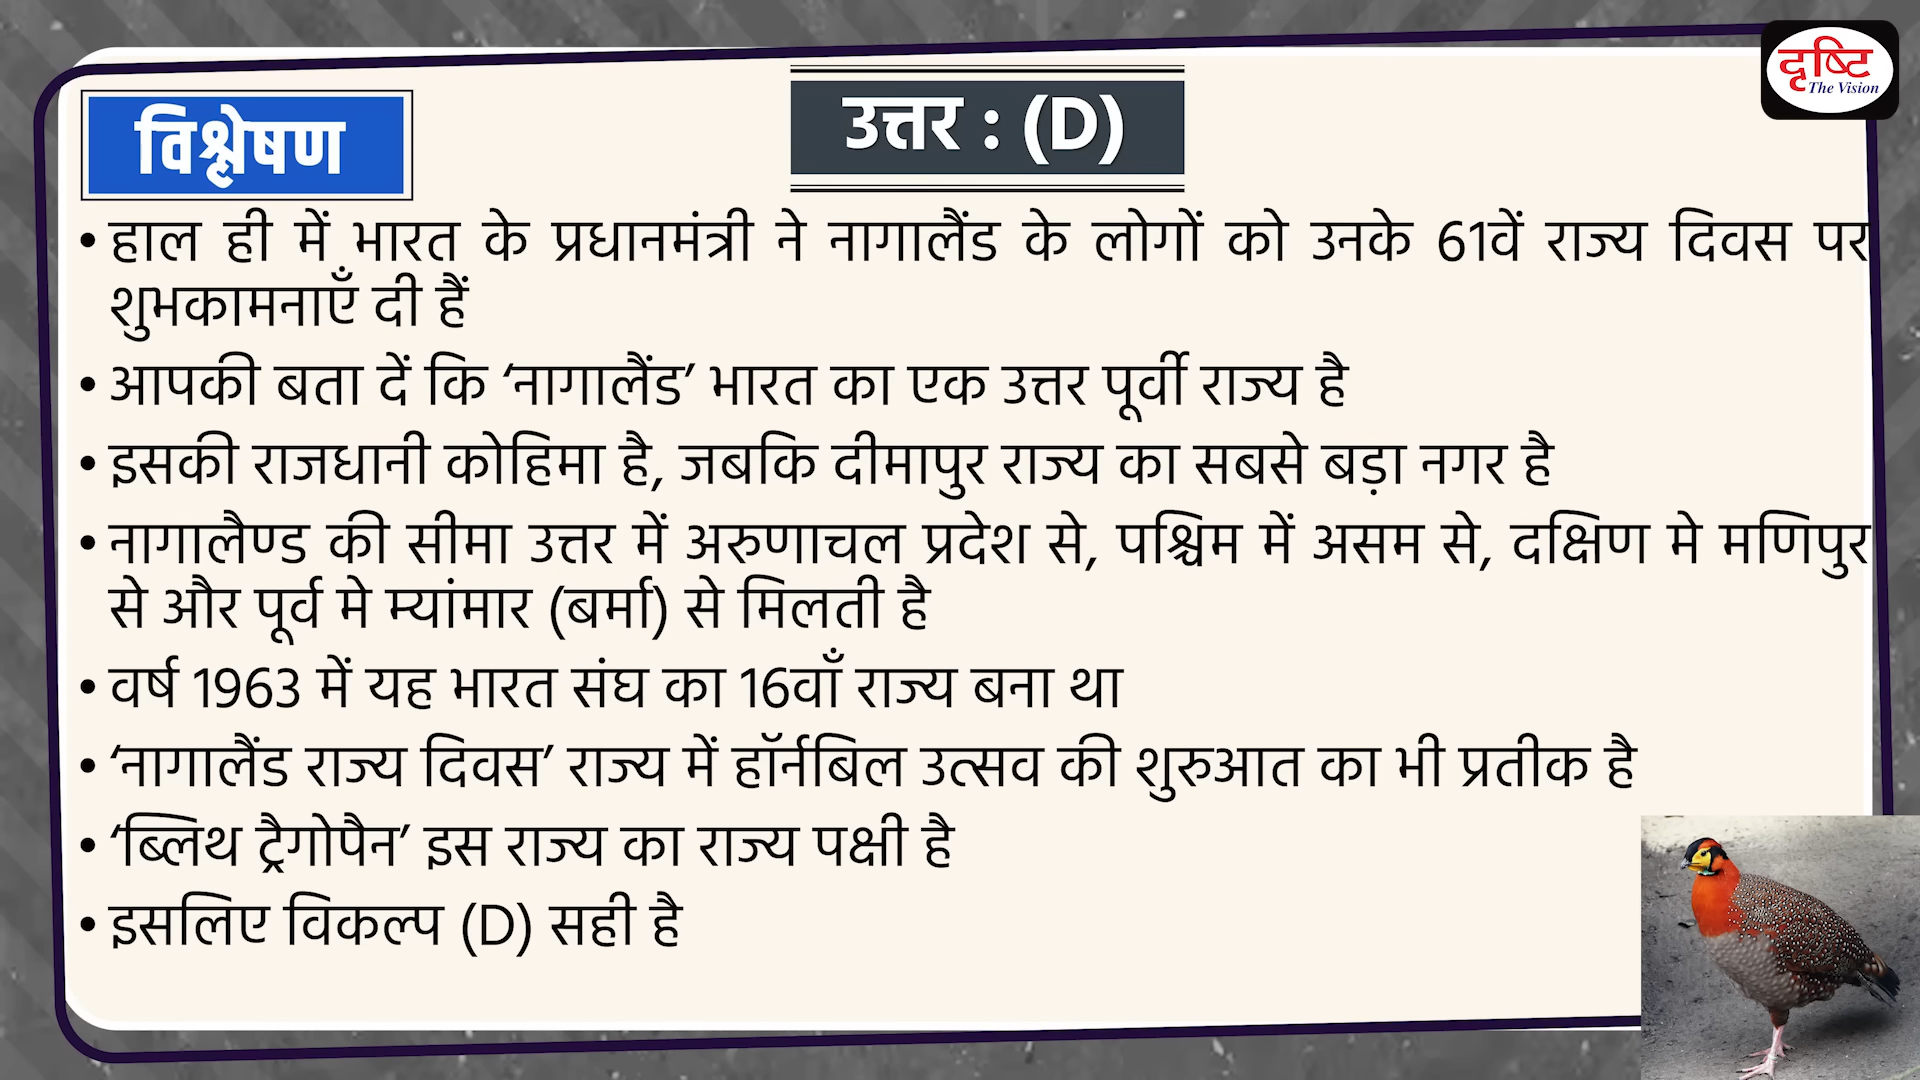 दृष्टि
The Vision
उत्तर : (D)
विश्लेषण
• हाल ही में भारत के प्रधानमंत्री ने नागालैंड के लोगों को उनके 61वें राज्य दिवस पर
शुभकामनाएँ दी हैं
• आपकी बता दें कि ‘नागालैंड’ भारत का एक उत्तर पूर्वी राज्य है
• इसकी राजधानी कोहिमा है, जबकि दीमापुर राज्य का सबसे बड़ा नगर है
• नागालैण्ड की सीमा उत्तर में अरुणाचल प्रदेश से, पश्चिम में असम से, दक्षिण मे मणिपुर
से और पूर्व मे म्यांमार (बर्मा) से मिलती है
• वर्ष 1963 में यह भारत संघ का 16वाँ राज्य बना था
• ‘नागालैंड राज्य दिवस’ राज्य में हॉर्नबिल उत्सव की शुरुआत का भी प्रतीक है
• ‘ब्लिथ ट्रैगोपैन’ इस राज्य का राज्य पक्षी है
• इसलिए विकल्प (D) सही है